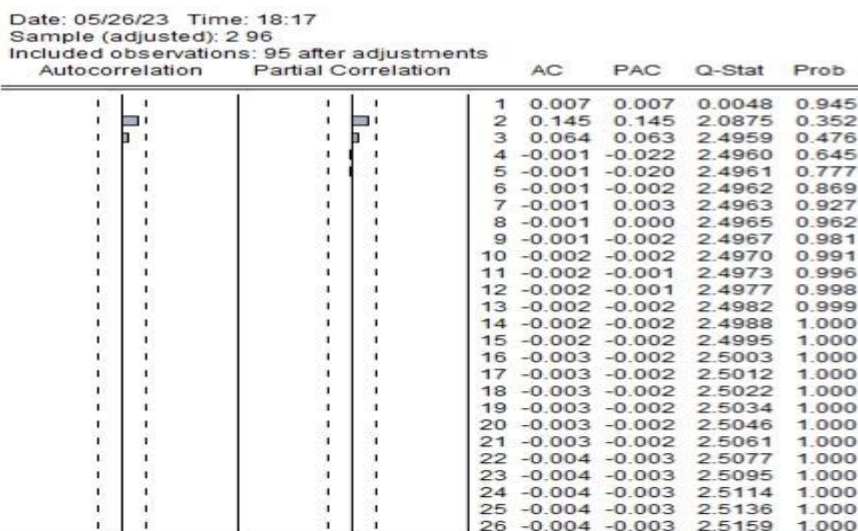 Date: 05/26/23 Time: 18:17
Sample (adjusted): 2 96
Included observations: 95 after adjustments
Autocorrelation Partial Correlation AC PAC Q-Stat Prob
1 0.007 0.007 0.0048 0.945
2 0.145 0.145 2.0875 0.352
3 0.064 0.063 2.4959 0.476
4 -0.001 -0.022 2.4960 0.645
5 -0.001 -0.020 2.4961 0.777
6 -0.001 -0.002 2.4962 0.869
7 -0.001 0.003 2.4963 0.927
8 -0.001 0.000 2.4965 0.962
9 -0.001 -0.002 2.4967 0.981
10 -0.002 -0.002 2.4970 0.991
11 -0.002 -0.001 2.4973 0.996
12 -0.002 -0.001 2.4977 0.998
13 -0.002 -0.002 2.4982 0.999
14 -0.002 -0.002 2.4988 1.000
15 -0.002 -0.002 2.4995 1.000
16 -0.003 -0.002 2.5003 1.000
17 -0.003 -0.002 2.5012 1.000
18 -0.003 -0.002 2.5022 1.000
19 -0.003 -0.002 2.5034 1.000
20 -0.003 -0.002 2.5046 1.000
21 -0.003 -0.002 2.5061 1.000
22 -0.004 -0.003 2.5077 1.000
23 -0.004 -0.003 2.5095 1.000
24 -0.004 -0.003 2.5114 1.000
25 -0.004 -0.003 2.5136 1.000
26 -0.004 -0.003 2.5159 1.000